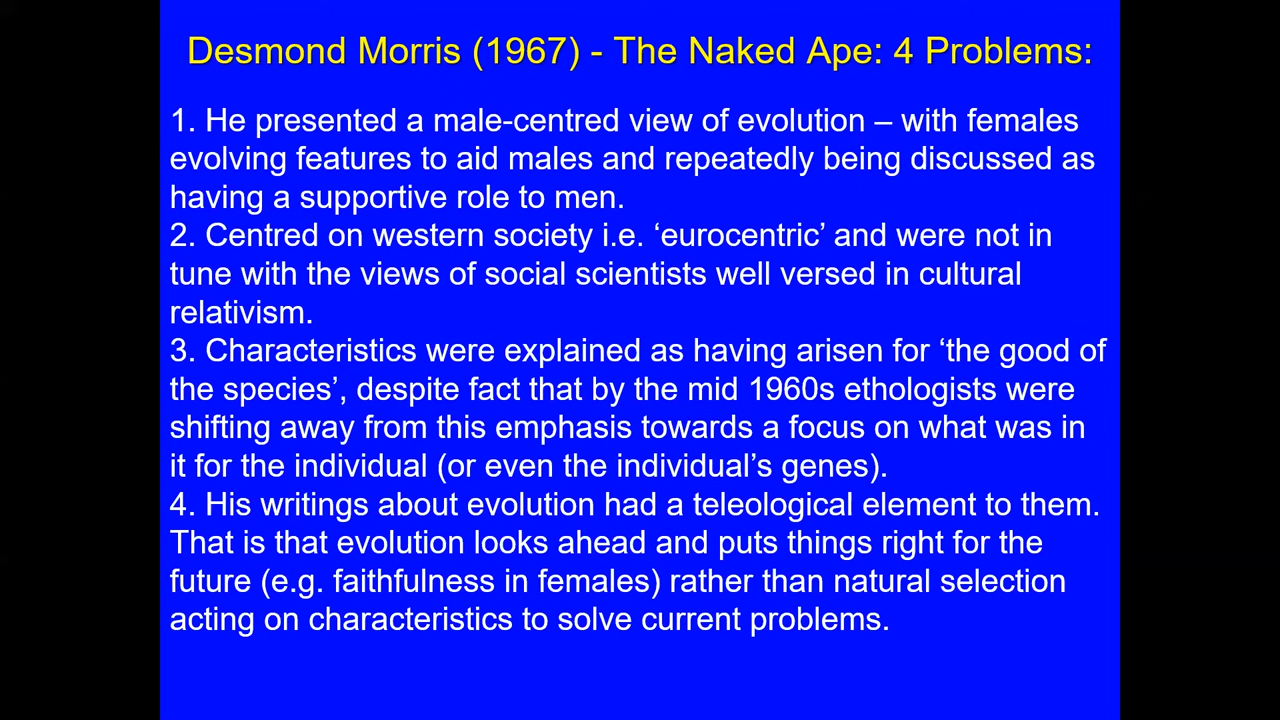 Desmond Morris (1967) - The Naked Ape: 4 Problems:
1. He presented a male-centred view of evolution – with females
evolving features to aid males and repeatedly being discussed as
having a supportive role to men.
2. Centred on western society i.e. ‘eurocentric’ and were not in
tune with the views of social scientists well versed in cultural
relativism.
3. Characteristics were explained as having arisen for ‘the good of
the species’, despite fact that by the mid 1960s ethologists were
shifting away from this emphasis towards a focus on what was in
it for the individual (or even the individual’s genes).
4. His writings about evolution had a teleological element to them.
That is that evolution looks ahead and puts things right for the
future (e.g. faithfulness in females) rather than natural selection
acting on characteristics to solve current problems.